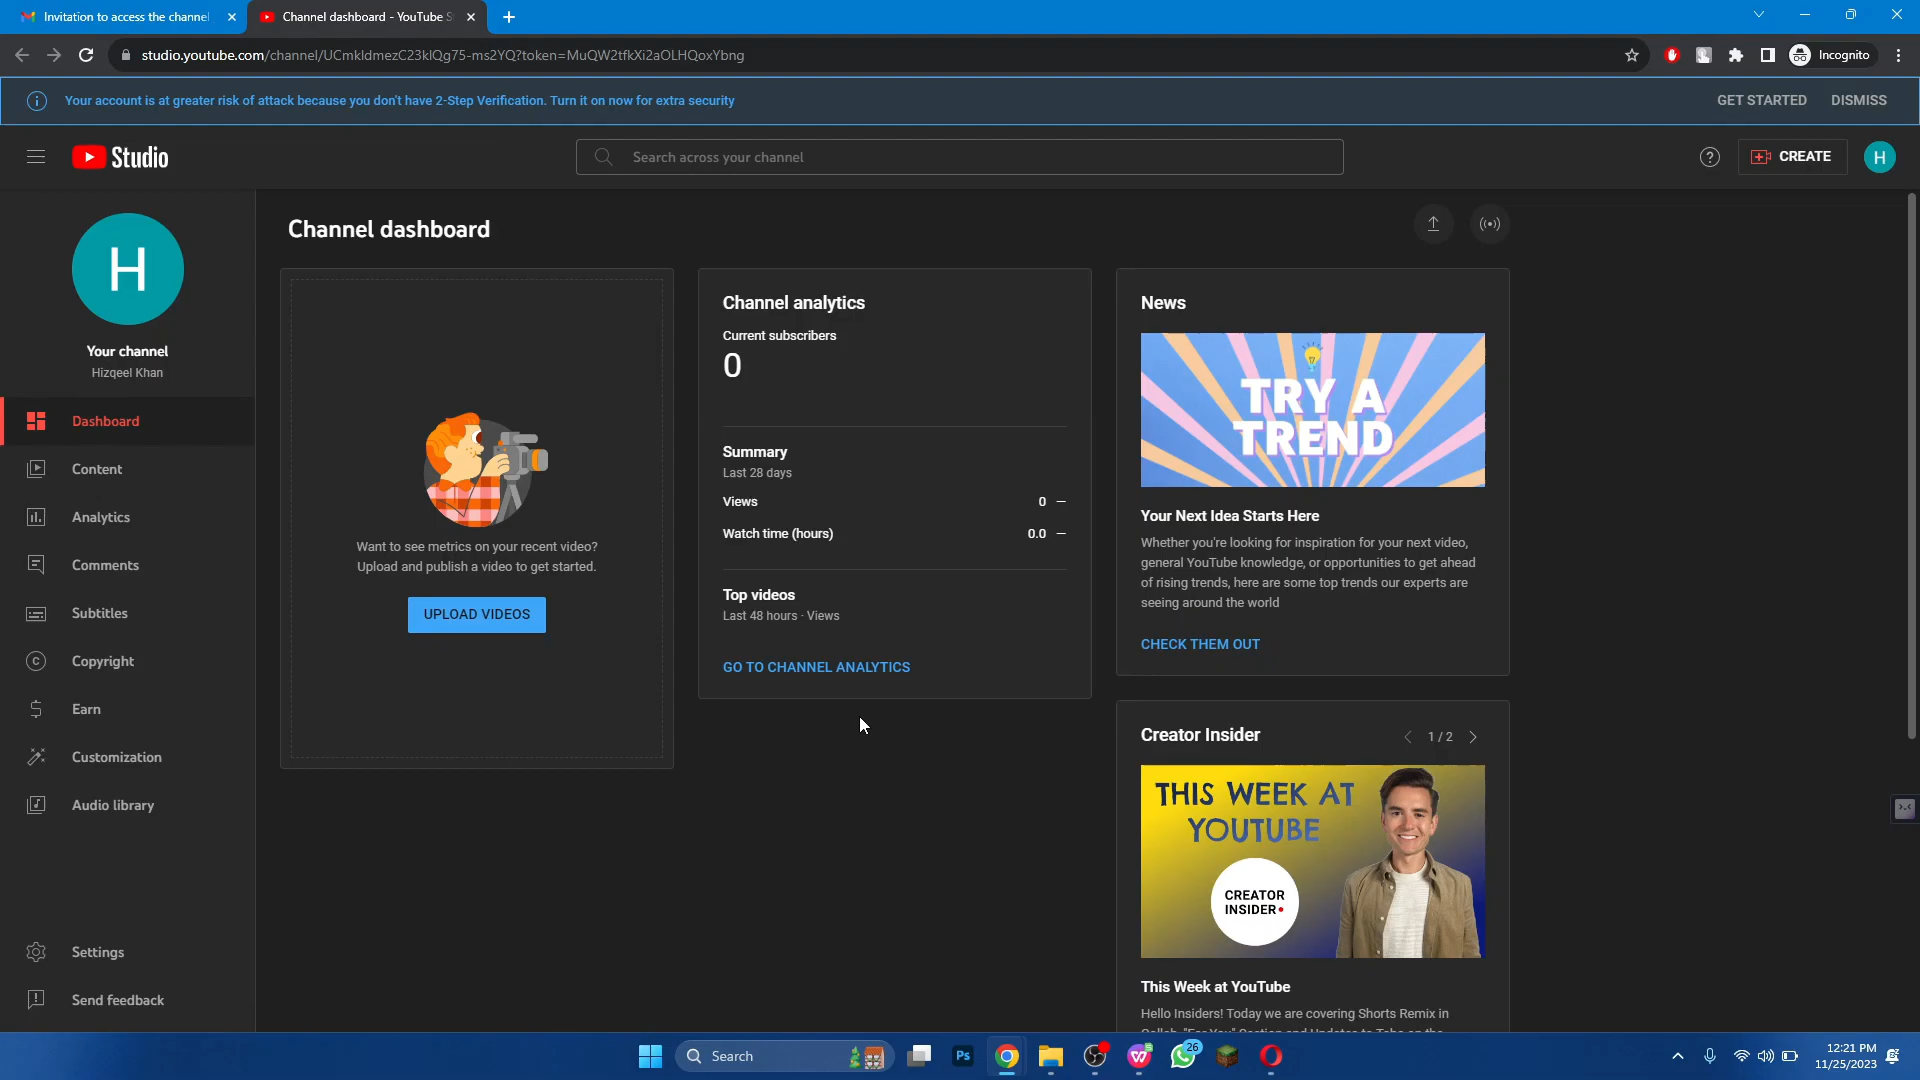 Invitation to access the channel
Channel dashboard - YouTube S
studio.youtube.com/channel/UCmkldmezC23klQg75-ms2YQ?token=MuQW2tfkXi2aOLHQoxYbng
Incognito
Your account is at greater risk of attack because you don't have 2-Step Verification. Turn it on now for extra security
GET STARTED
DISMISS
Studio
Search across your channel
CREATE
H
H
Your channel
Hizqeel Khan
Dashboard
Content
Analytics
Comments
Subtitles
Copyright
Earn
Customization
Audio library
Settings
Send feedback
Channel dashboard
Want to see metrics on your recent video?
Upload and publish a video to get started.
UPLOAD VIDEOS
Channel analytics
Current subscribers
0
Summary
Last 28 days
Views 0 —
Watch time (hours) 0.0 —
Top videos
Last 48 hours · Views
GO TO CHANNEL ANALYTICS
News
TRY A
TREND
Your Next Idea Starts Here
Whether you're looking for inspiration for your next video,
general YouTube knowledge, or opportunities to get ahead
of rising trends, here are some top trends our experts are
seeing around the world
CHECK THEM OUT
Creator Insider
1 / 2
THIS WEEK AT
YOUTUBE
CREATOR
INSIDER
This Week at YouTube
Hello Insiders! Today we are covering Shorts Remix in
Search
Ps
26
12:21 PM
11/25/2023